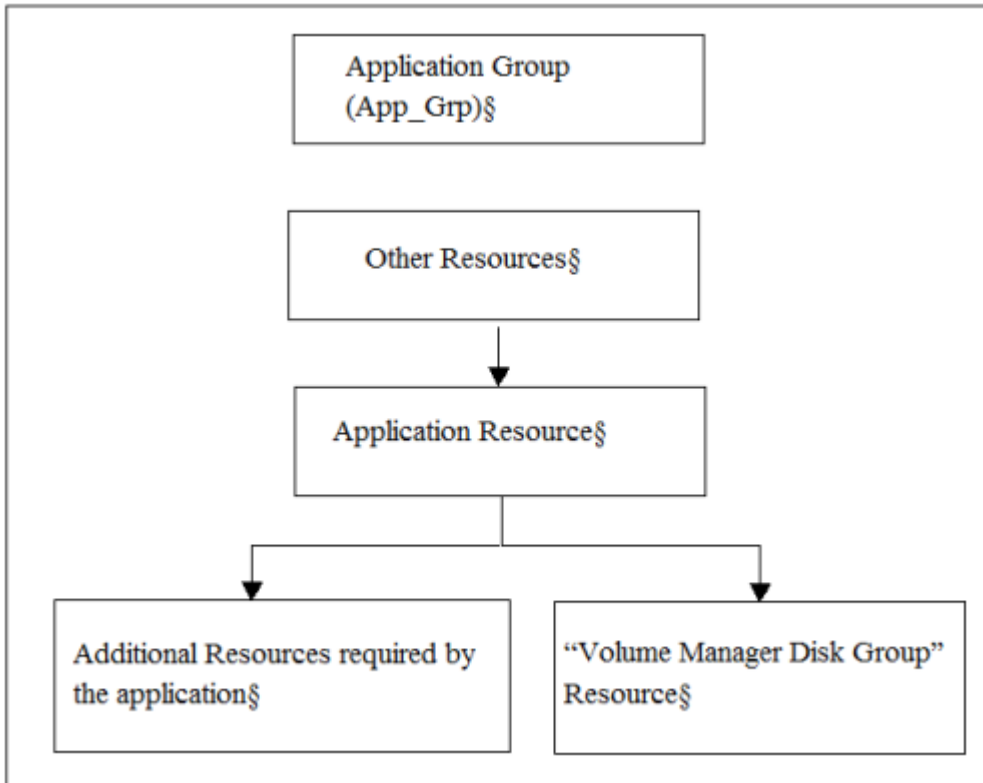 Application Group
(App_Grp)§
Other Resources§
Application Resource§
Additional Resources required by
the application§
“Volume Manager Disk Group”
Resource§